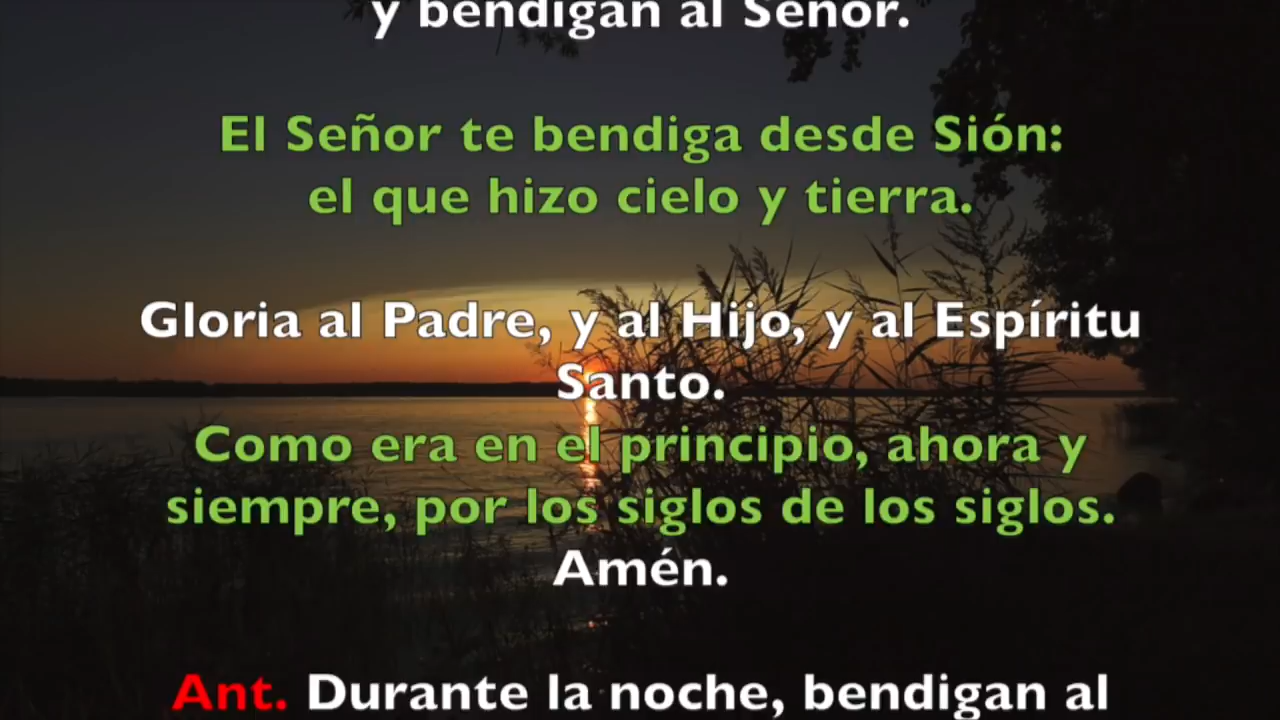 y bendigan al Señor.
El Señor te bendiga desde Sión:
el que hizo cielo y tierra.
Gloria al Padre, y al Hijo, y al Espíritu
Santo.
Como era en el principio, ahora y
siempre, por los siglos de los siglos.
Amén.
Ant. Durante la noche, bendigan al